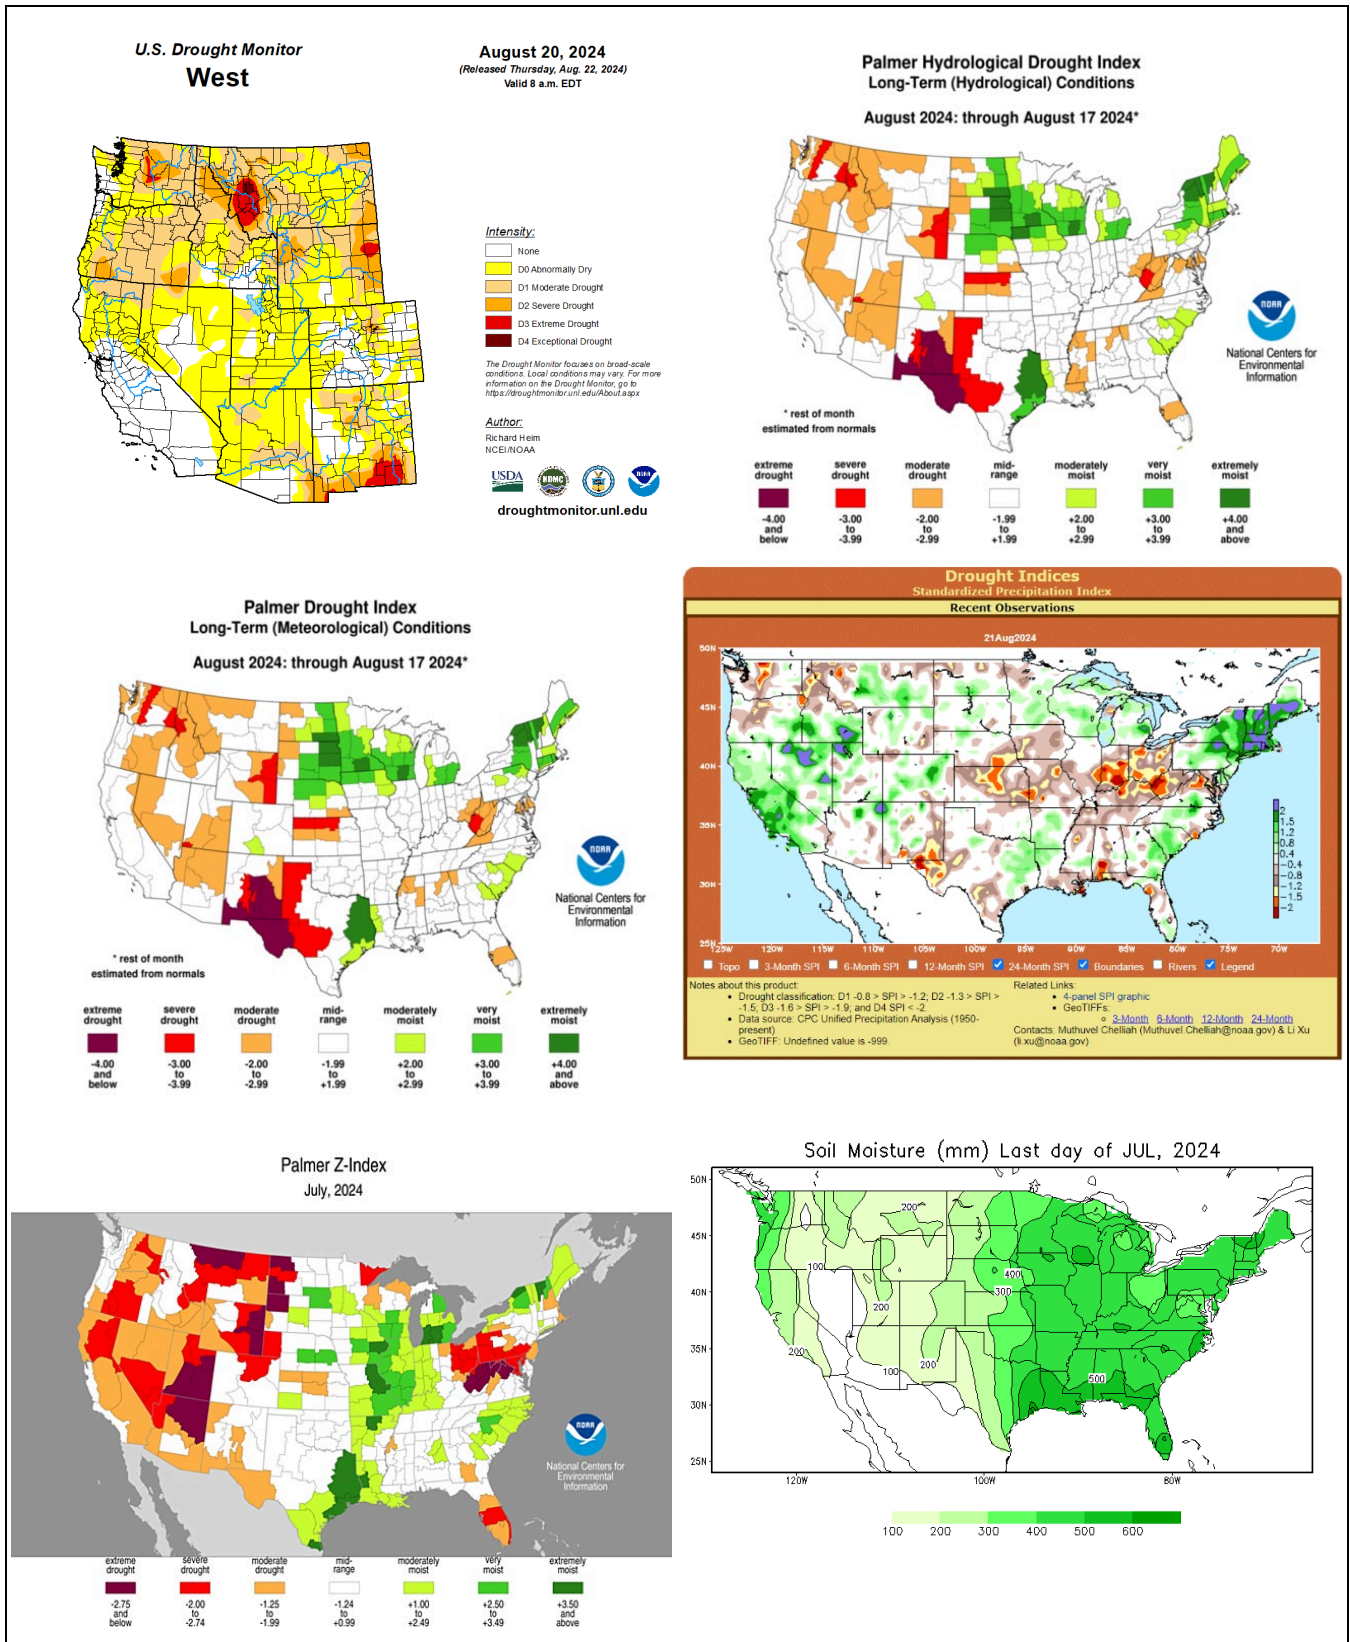 U.S. Drought Monitor
West
August 20, 2024
(Released Thursday, Aug. 22, 2024)
Valid 8 a.m. EDT
Intensity:
None
D0 Abnormally Dry
D1 Moderate Drought
D2 Severe Drought
D3 Extreme Drought
D4 Exceptional Drought
The Drought Monitor focuses on broad-scale
conditions. Local conditions may vary. For more
information on the Drought Monitor, go to
https://droughtmonitor.unl.edu/About.aspx
Author:
Richard Heim
NCEI/NOAA
USDA
NDMC
NOAA
droughtmonitor.unl.edu
Palmer Hydrological Drought Index
Long-Term (Hydrological) Conditions
August 2024: through August 17 2024*
NOAA
National Centers for
Environmental
Information
* rest of month
estimated from normals
extreme severe moderate mid- moderately very extremely
drought drought drought range moist moist moist
-4.00 -3.00 -2.00 -1.99 +2.00 +3.00 +4.00
and to to to to to and
below -3.99 -2.99 +1.99 +2.99 +3.99 above
Palmer Drought Index
Long-Term (Meteorological) Conditions
August 2024: through August 17 2024*
NOAA
National Centers for
Environmental
Information
* rest of month
estimated from normals
extreme severe moderate mid- moderately very extremely
drought drought drought range moist moist moist
-4.00 -3.00 -2.00 -1.99 +2.00 +3.00 +4.00
and to to to to to and
below -3.99 -2.99 +1.99 +2.99 +3.99 above
Drought Indices
Standardized Precipitation Index
Recent Observations
21Aug2024
50N
45N
40N
35N
30N
25N
125W 120W 115W 110W 105W 100W 95W 90W 85W 80W 75W 70W
2
1.5
1.2
0.8
0.4
-0.4
-0.8
-1.2
-1.5
-2
Topo 3-Month SPI 6-Month SPI 12-Month SPI 24-Month SPI Boundaries Rivers Legend
Notes about this product:
• Drought classification: D1 -0.8 > SPI > -1.2; D2 -1.3 > SPI >
-1.5; D3 -1.6 > SPI > -1.9; and D4 SPI < -2.
• Data source: CPC Unified Precipitation Analysis (1950-
present)
• GeoTIFF: Undefined value is -999.
Related Links:
• 4-panel SPI graphic
• GeoTIFFs:
3-Month 6-Month 12-Month 24-Month
Contacts: Muthuvel Chelliah (Muthuvel.Chelliah@noaa.gov) & Li Xu
(li.xu@noaa.gov)
Palmer Z-Index
July, 2024
NOAA
National Centers for
Environmental
Information
extreme severe moderate mid- moderately very extremely
drought drought drought range moist moist moist
-2.75 -2.00 -1.25 -1.24 +1.00 +2.50 +3.50
and to to to to to and
below -2.74 -1.99 +0.99 +2.49 +3.49 above
Soil Moisture (mm) Last day of JUL, 2024
50N
45N
40N
35N
30N
25N
200
100
400
300
200
200
100
200
500
120W 100W 80W
100 200 300 400 500 600